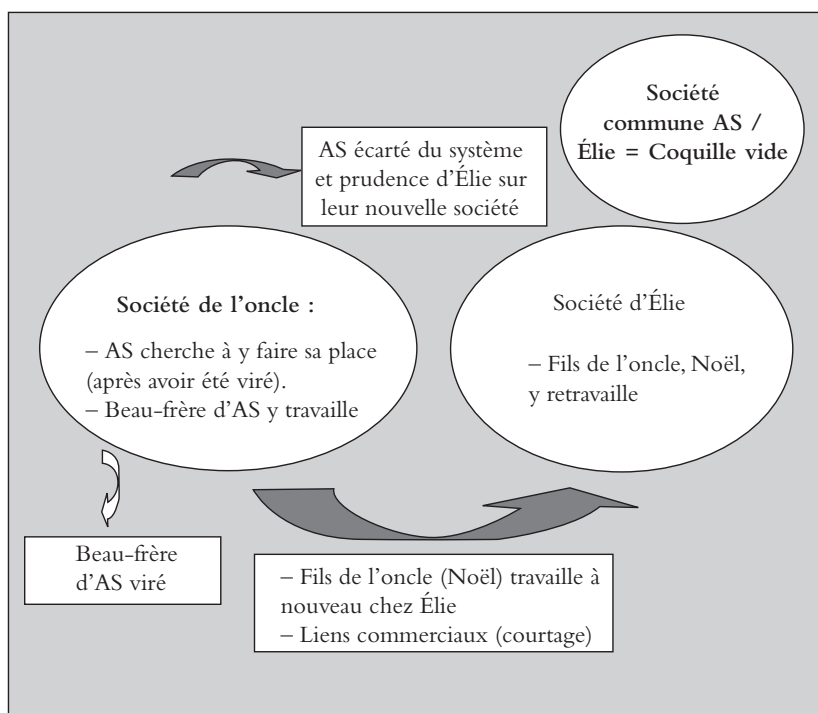 Société
commune AS /
Élie = Coquille vide
AS écarté du système
et prudence d’Élie sur
leur nouvelle société
Société de l’oncle :
– AS cherche à y faire sa place
(après avoir été viré).
– Beau-frère d’AS y travaille
Société d’Élie
– Fils de l’oncle, Noël,
y retravaille
Beau-frère
d’AS viré
– Fils de l’oncle (Noël) travaille à
nouveau chez Élie
– Liens commerciaux (courtage)